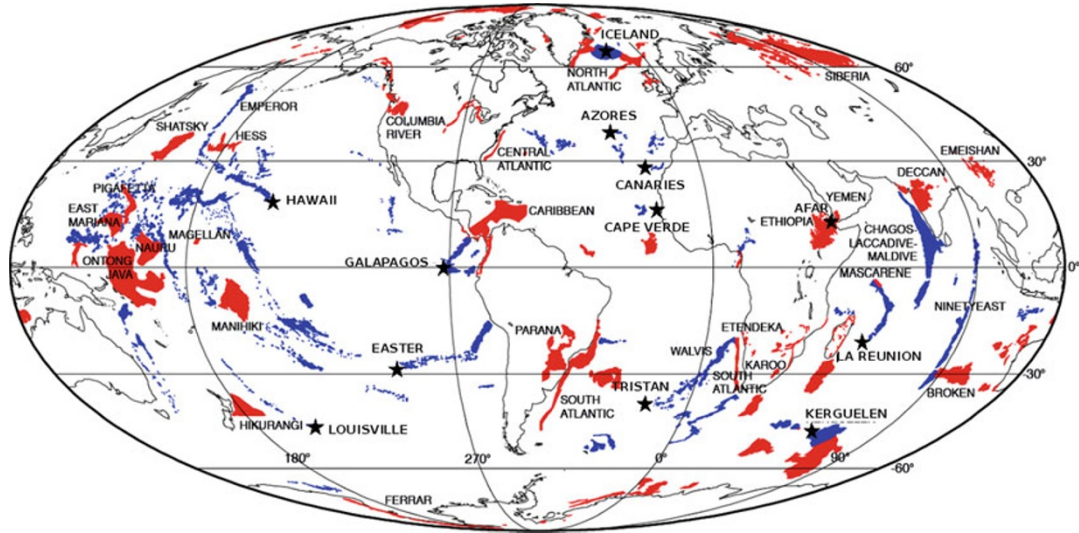 ICELAND
NORTH
ATLANTIC
SIBERIA
60°
EMPEROR
SHATSKY
HESS
COLUMBIA
RIVER
AZORES
CENTRAL
ATLANTIC
EMEISHAN
30°
PIGAFETTA
EAST
MARIANA
HAWAII
CANARIES
DECCAN
YEMEN
AFAR
ETHIOPIA
CARIBBEAN
CAPE VERDE
MAGELLAN
NAURU
ONTONG
JAVA
CHAGOS
LACCADIVE-
MALDIVE
GALAPAGOS
0°
MASCARENE
NINETYEAST
MANIHIKI
PARANA
ETENDEKA
EASTER
WALVIS
KAROO
LA REUNION
-30°
TRISTAN
SOUTH
ATLANTIC
BROKEN
SOUTH
ATLANTIC
HIKURANGI
LOUISVILLE
KERGUELEN
180°
270°
0°
90°
-60°
FERRAR